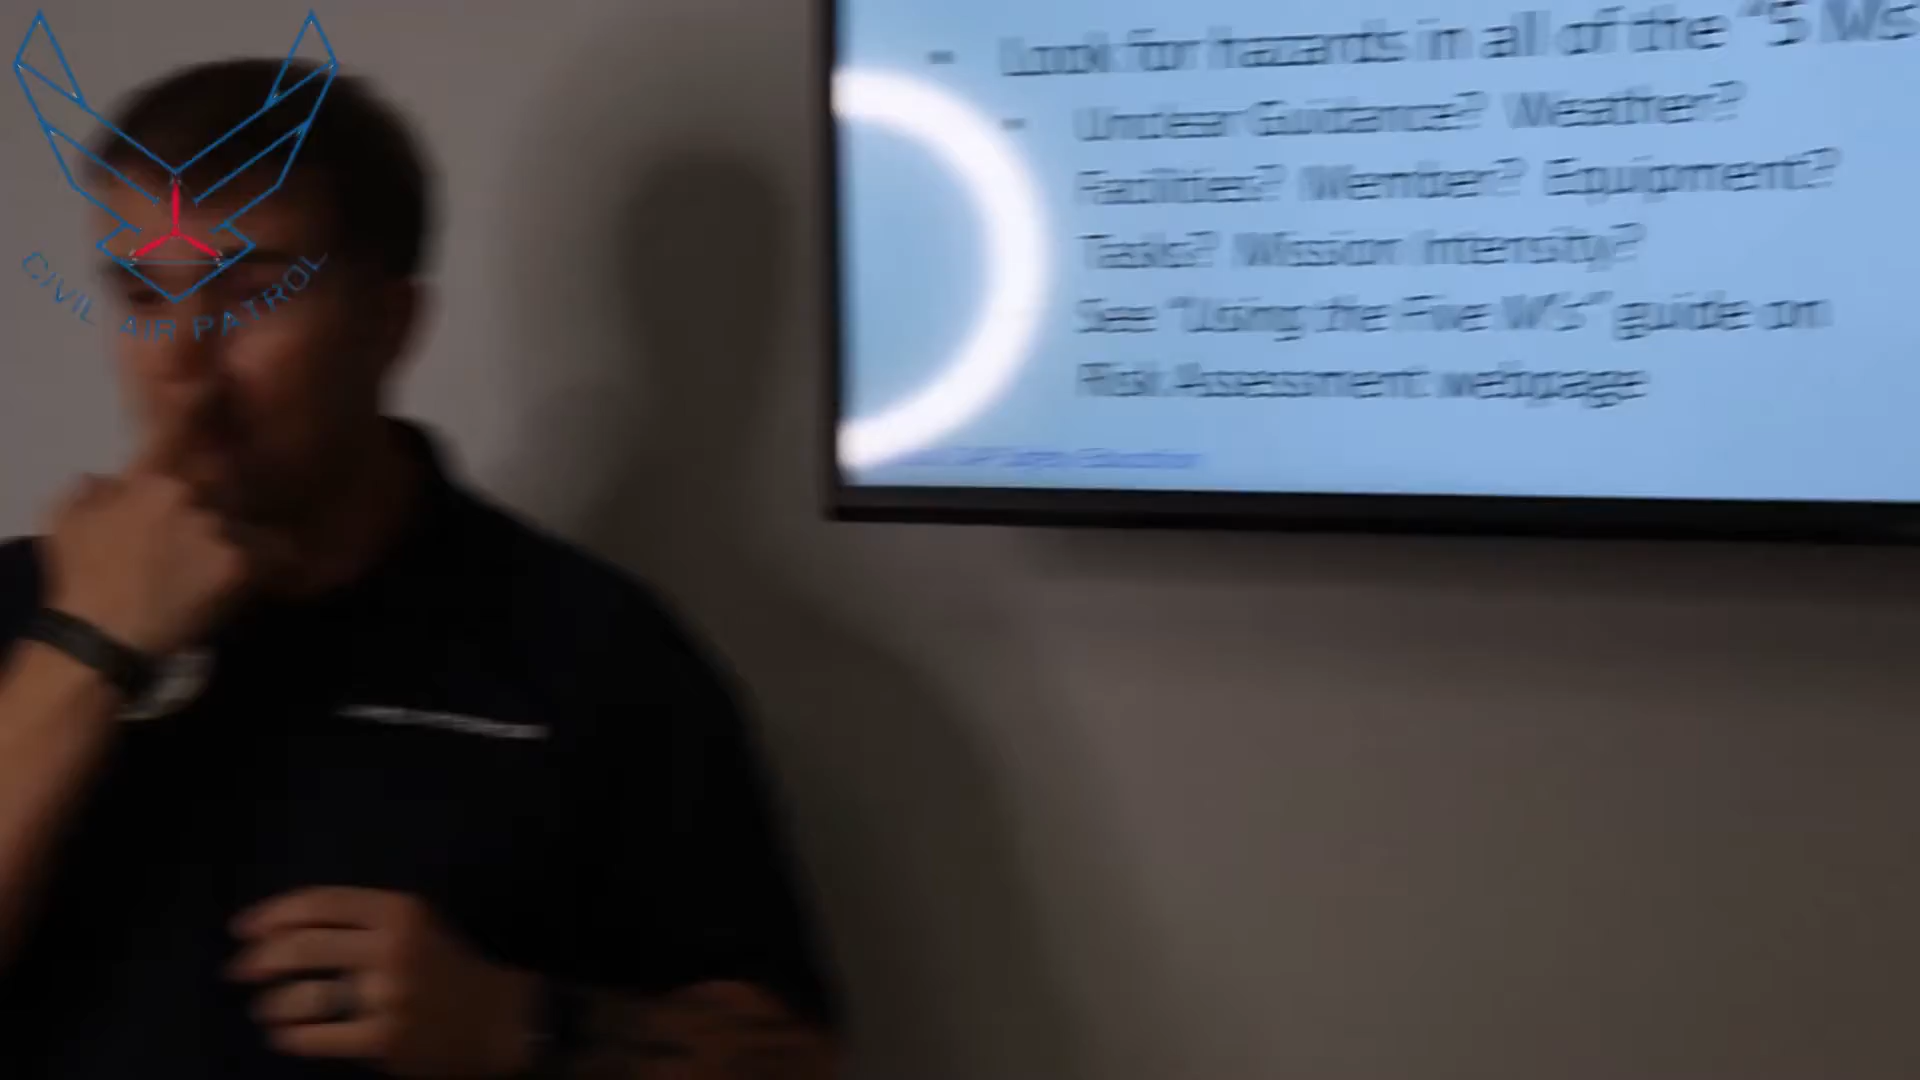 CIVIL AIR PATROL
- Look for hazards in all of the "5 Ws
- Unclear Guidance? Weather?
Facilities? Member? Equipment?
Tasks? Mission Intensity?
See "Using the Five W's" guide on
Risk Assessment webpage